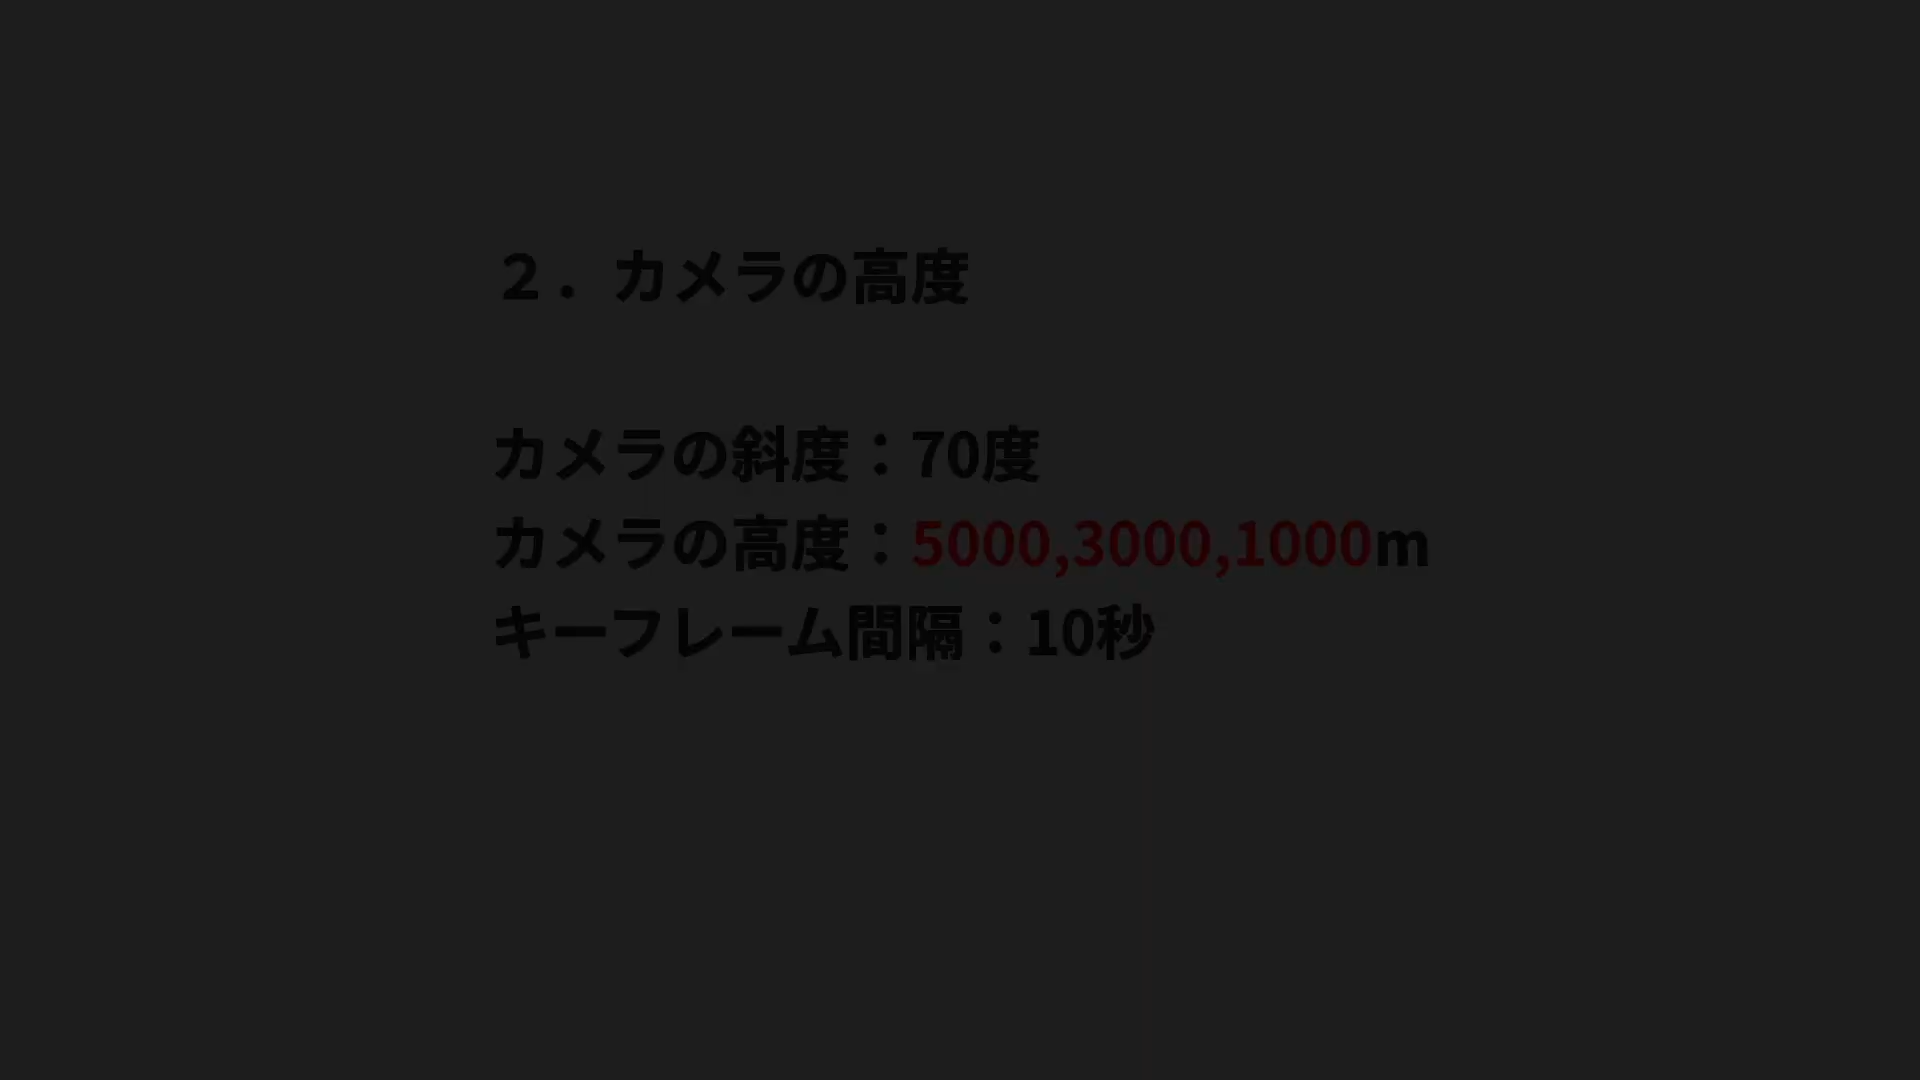 ２．カメラの高度
カメラの斜度：70度
カメラの高度：5000,3000,1000m
キーフレーム間隔：10秒